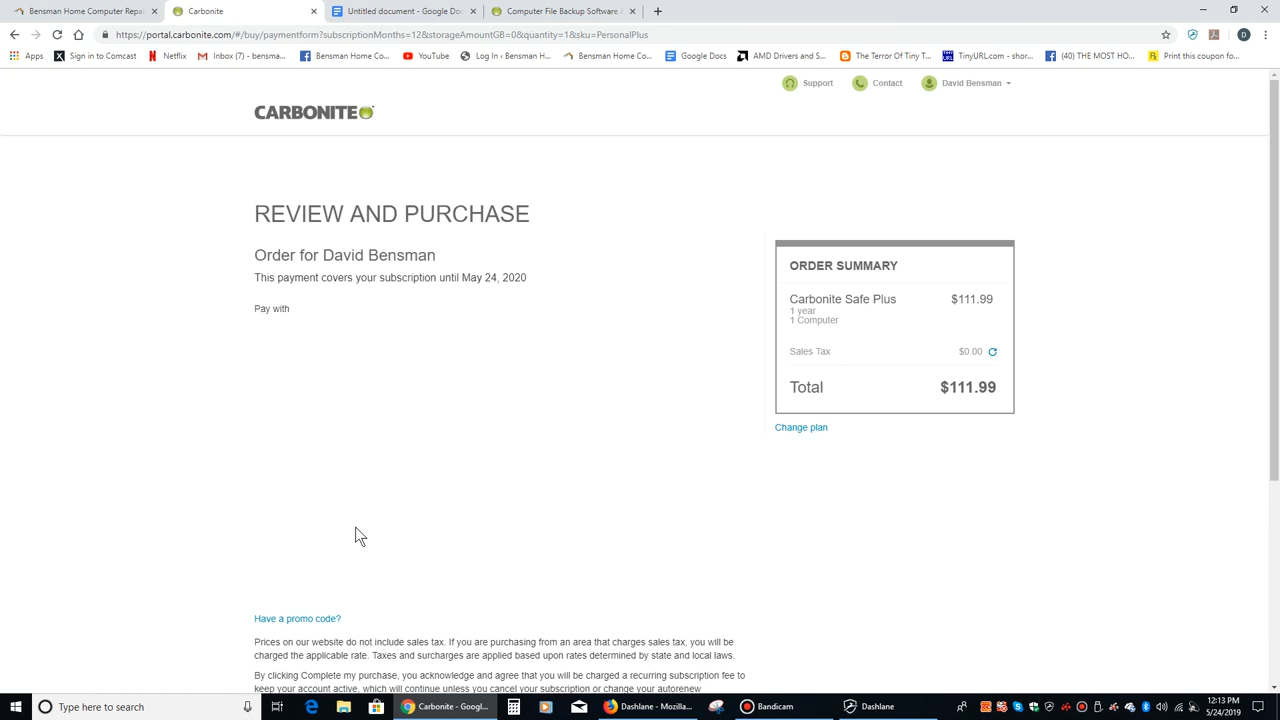 Bensman Home Computer Repair
Carbonite
Untitled document - Google Doc
Computer File Backup Software
https://portal.carbonite.com/#/buy/paymentform?subscriptionMonths=12&storageAmountGB=0&quantity=1&sku=PersonalPlus
Apps
Sign in to Comcast
Netflix
Inbox (7) - bensma...
Bensman Home Co...
YouTube
Log In ‹ Bensman H...
Bensman Home Co...
Google Docs
AMD Drivers and S...
The Terror Of Tiny T...
TinyURL.com - shor...
(40) THE MOST HO...
Print this coupon fo...
Support
Contact
David Bensman
CARBONITE
REVIEW AND PURCHASE
Order for David Bensman
This payment covers your subscription until May 24, 2020
Pay with
ORDER SUMMARY
Carbonite Safe Plus $111.99
1 year
1 Computer
Sales Tax $0.00
Total $111.99
Change plan
Have a promo code?
Prices on our website do not include sales tax. If you are purchasing from an area that charges sales tax, you will be
charged the applicable rate. Taxes and surcharges are applied based upon rates determined by state and local laws.
By clicking Complete my purchase, you acknowledge and agree that you will be charged a recurring subscription fee to
keep your account active, which will continue unless you cancel your subscription or change your autorenew
Type here to search
Carbonite - Googl...
Dashlane - Mozilla...
Bandicam
Dashlane
12:13 PM
5/24/2019